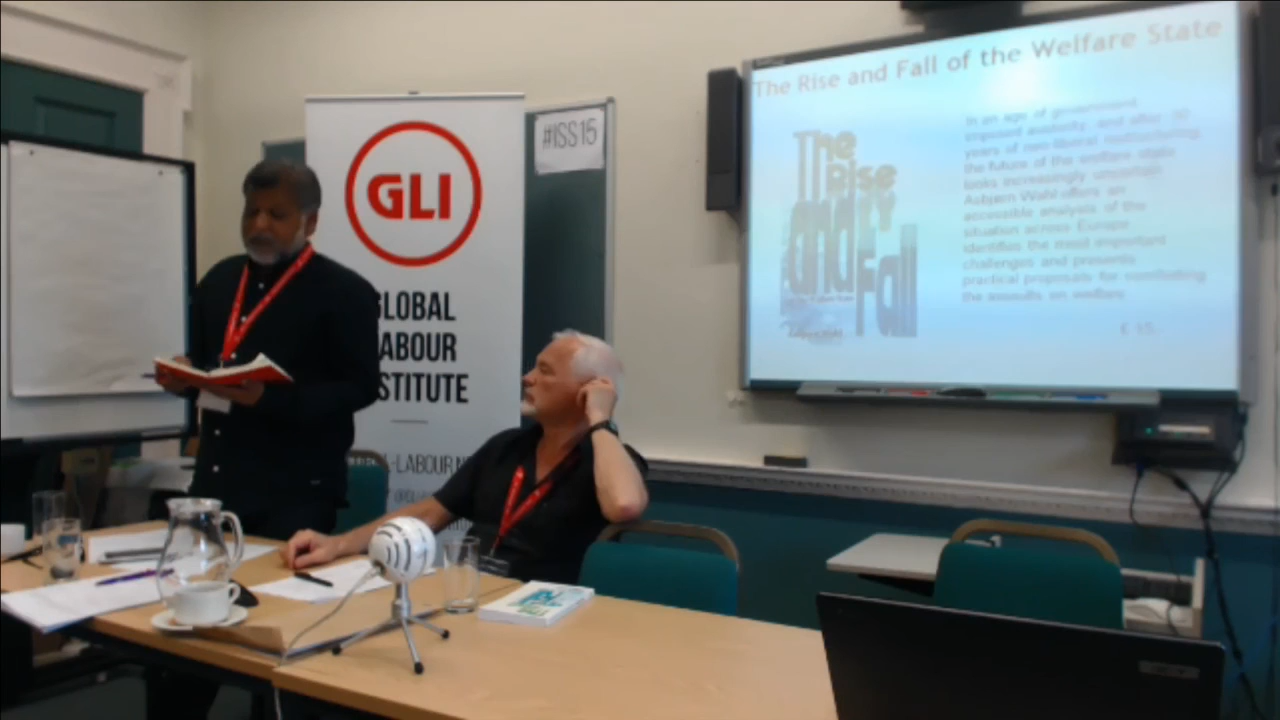 The Rise and Fall of the Welfare State
The
Rise
and
Fall
In an age of government
imposed austerity, and after 30
years of neo-liberal restructuring,
the future of the welfare state
looks increasingly uncertain.
Asbjørn Wahl offers an
accessible analysis of the
situation across Europe
identifies the most important
challenges and presents
practical proposals for combating
the assaults on welfare
#ISS15
GLI
GLOBAL
LABOUR
STITUTE
L-LABOUR.N